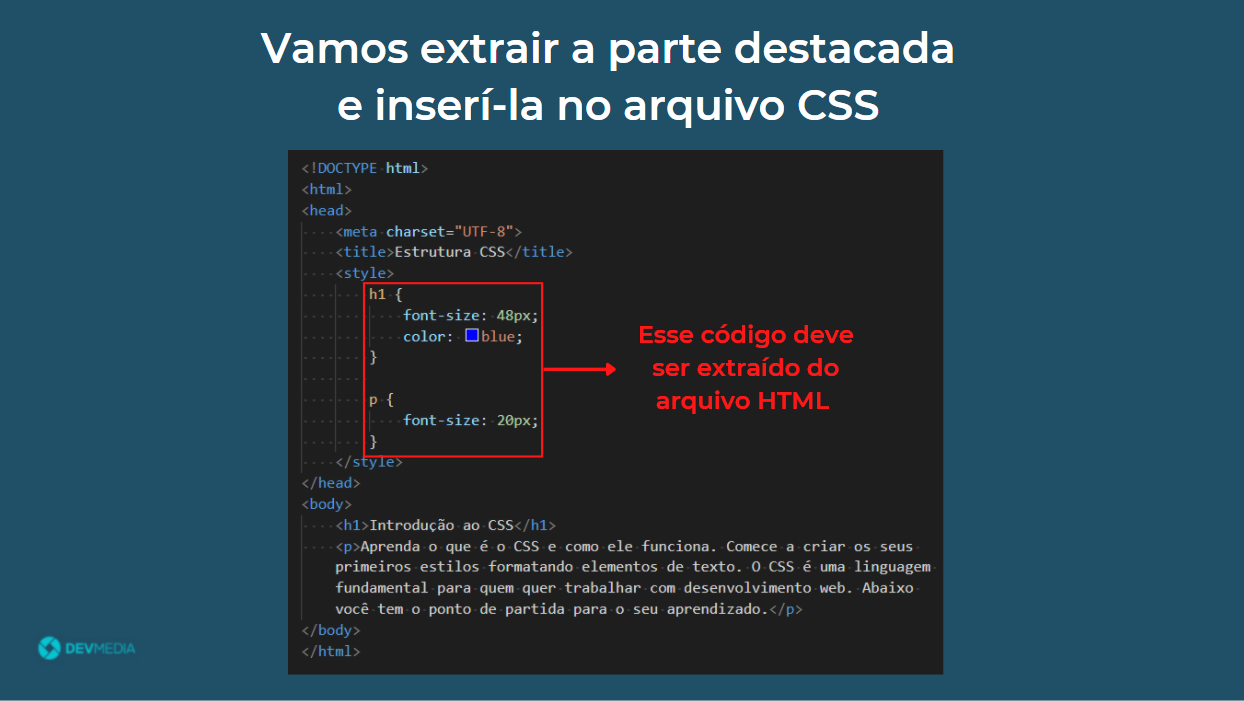 Vamos extrair a parte destacada
e inserí-la no arquivo CSS
<!DOCTYPE html>
<html>
<head>
<meta charset="UTF-8">
<title>Estrutura CSS</title>
<style>
h1 {
font-size: 48px;
color: blue;
}
p {
font-size: 20px;
}
</style>
</head>
<body>
<h1>Introdução ao CSS</h1>
<p>Aprenda o que é o CSS e como ele funciona. Comece a criar os seus
primeiros estilos formatando elementos de texto. O CSS é uma linguagem
fundamental para quem quer trabalhar com desenvolvimento web. Abaixo
você tem o ponto de partida para o seu aprendizado.</p>
</body>
</html>
Esse código deve
ser extraído do
arquivo HTML
DEVMEDIA